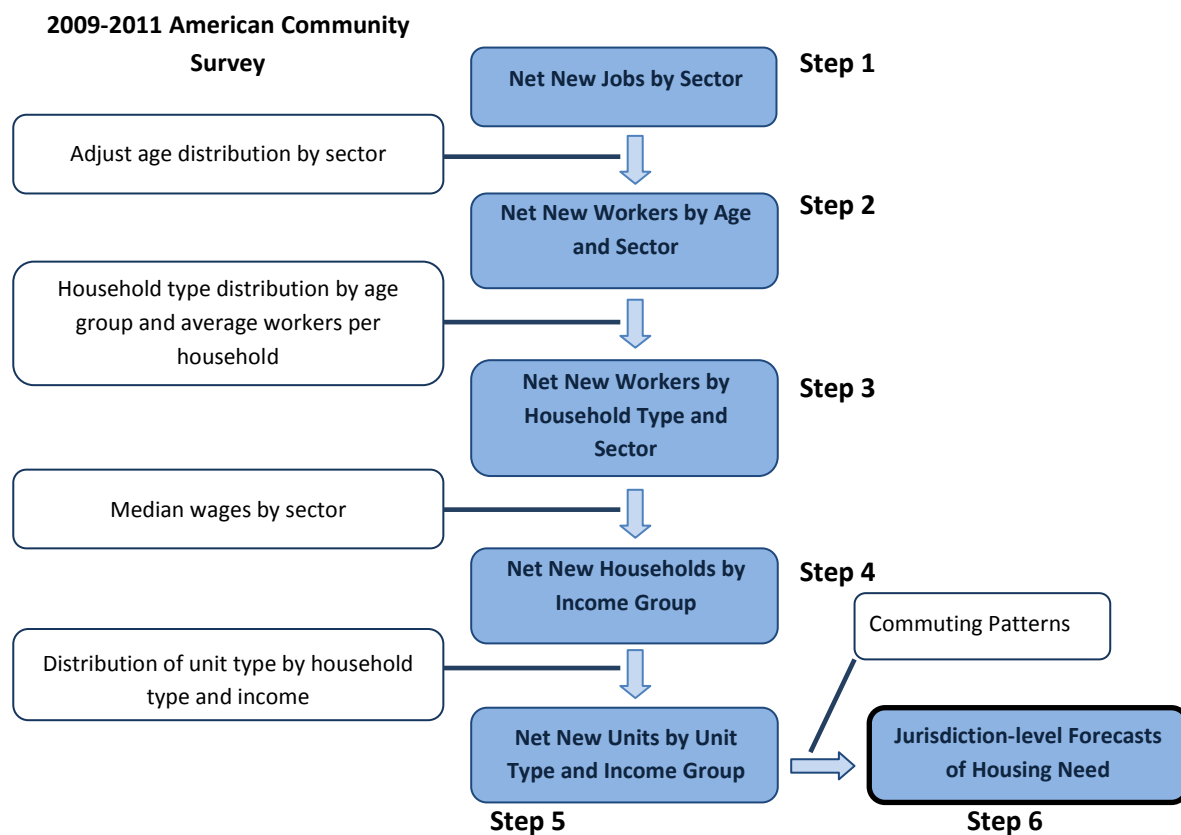 2009-2011 American Community
Survey
Net New Jobs by Sector
Step 1
Adjust age distribution by sector
Net New Workers by Age
and Sector
Step 2
Household type distribution by age
group and average workers per
household
Net New Workers by
Household Type and
Sector
Step 3
Median wages by sector
Net New Households by
Income Group
Step 4
Commuting Patterns
Distribution of unit type by household
type and income
Net New Units by Unit
Type and Income Group
Step 5
Jurisdiction-level Forecasts
of Housing Need
Step 6